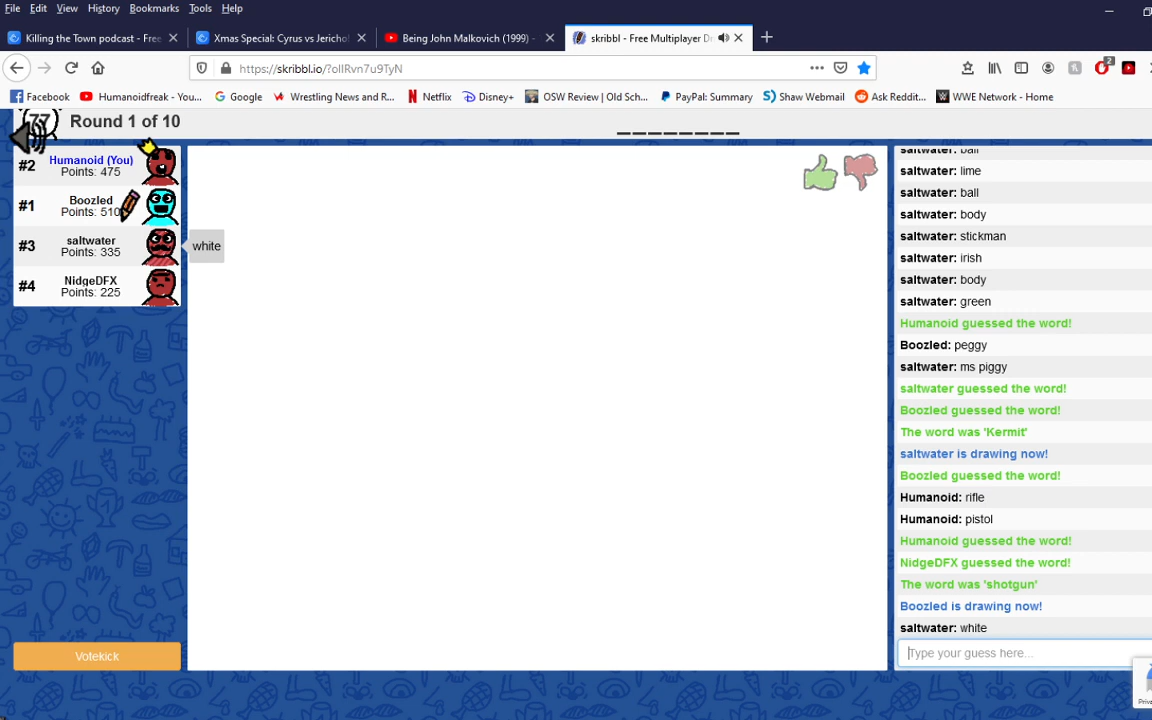 File Edit View History Bookmarks Tools Help
Killing the Town podcast - Free
Xmas Special: Cyrus vs Jericho!
Being John Malkovich (1999) -
skribbl - Free Multiplayer Dr
https://skribbl.io/?olIRvn7u9TyN
2
Facebook Humanoidfreak - You... Google Wrestling News and R... Netflix Disney+ OSW Review | Old Sch... PayPal: Summary Shaw Webmail Ask Reddit... WWE Network - Home
77 Round 1 of 10 ________
#2 Humanoid (You)
Points: 475
#1 Boozled
Points: 510
#3 saltwater
Points: 335
white
#4 NidgeDFX
Points: 225
Votekick
saltwater: ball
saltwater: lime
saltwater: ball
saltwater: body
saltwater: stickman
saltwater: irish
saltwater: body
saltwater: green
Humanoid guessed the word!
Boozled: peggy
saltwater: ms piggy
saltwater guessed the word!
Boozled guessed the word!
The word was 'Kermit'
saltwater is drawing now!
Boozled guessed the word!
Humanoid: rifle
Humanoid: pistol
Humanoid guessed the word!
NidgeDFX guessed the word!
The word was 'shotgun'
Boozled is drawing now!
saltwater: white
Type your guess here...